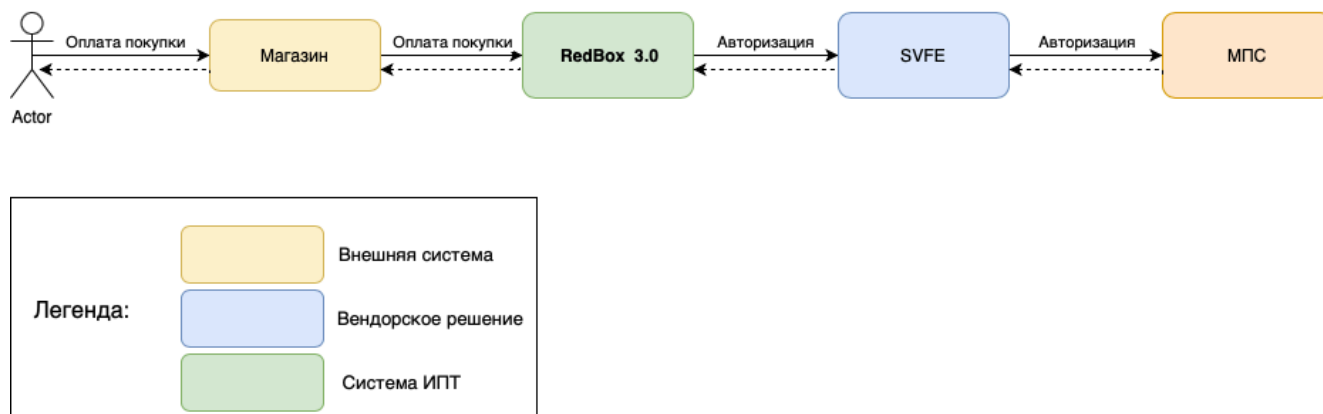 Оплата покупки
Оплата покупки
Авторизация
Авторизация
Магазин
RedBox 3.0
SVFE
МПС
Actor
Внешняя система
Легенда:
Вендорское решение
Система ИПТ